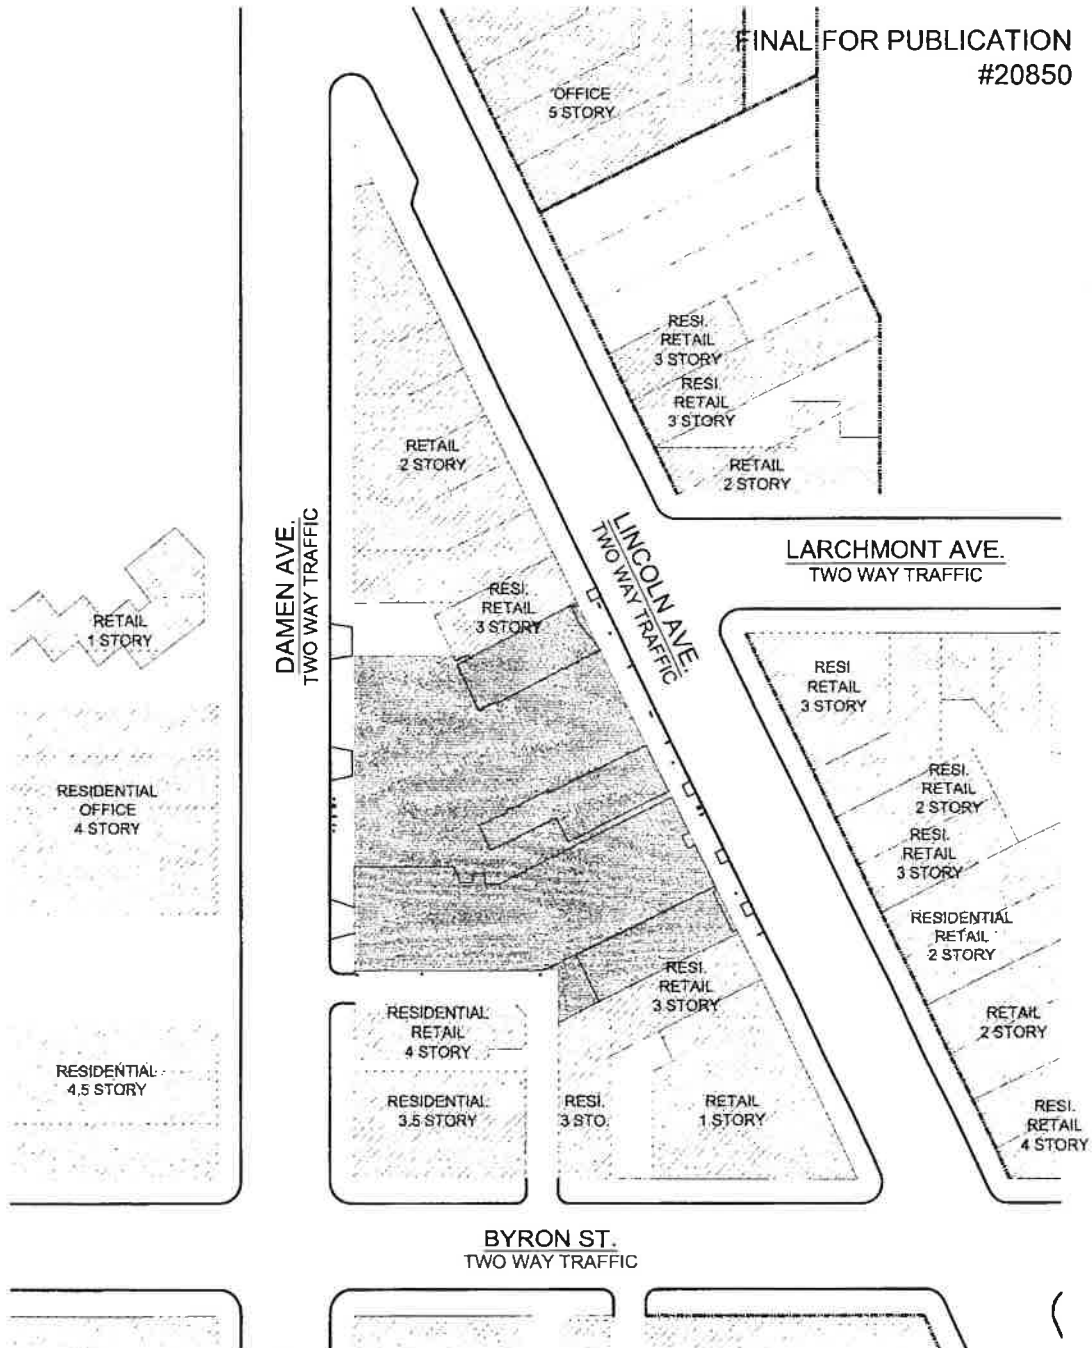 FINAL FOR PUBLICATION
#20850
OFFICE
5 STORY
RESI.
RETAIL
3 STORY
RESI.
RETAIL
3 STORY
RETAIL
2 STORY
RETAIL
2 STORY
DAMEN AVE.
TWO WAY TRAFFIC
LINCOLN AVE.
TWO WAY TRAFFIC
LARCHMONT AVE.
TWO WAY TRAFFIC
RESI.
RETAIL
3 STORY
RETAIL
1 STORY
RESI
RETAIL
3 STORY
RESIDENTIAL
OFFICE
4 STORY
RESI.
RETAIL
2 STORY
RESI.
RETAIL
3 STORY
RESIDENTIAL
RETAIL
2 STORY
RESI.
RETAIL
3 STORY
RESIDENTIAL
RETAIL
4 STORY
RETAIL
2 STORY
RESIDENTIAL
4,5 STORY
RESIDENTIAL
3.5 STORY
RESI.
3 STO.
RETAIL
1 STORY
RESI.
RETAIL
4 STORY
BYRON ST.
TWO WAY TRAFFIC